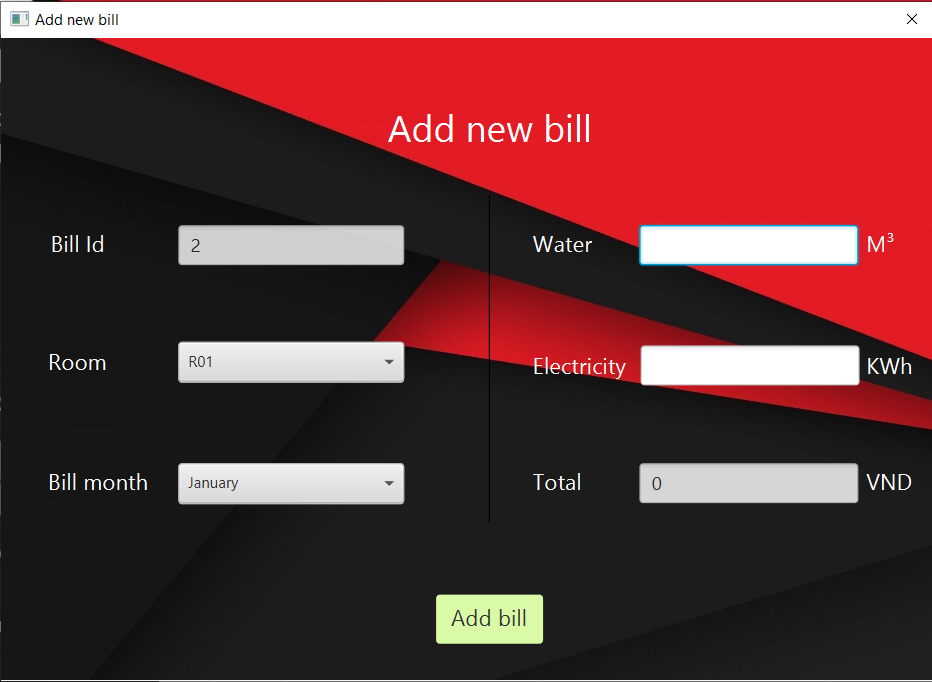 Add new bill
Add new bill
Bill Id 2
Water M³
Room R01
Electricity KWh
Bill month January
Total 0 VND
Add bill